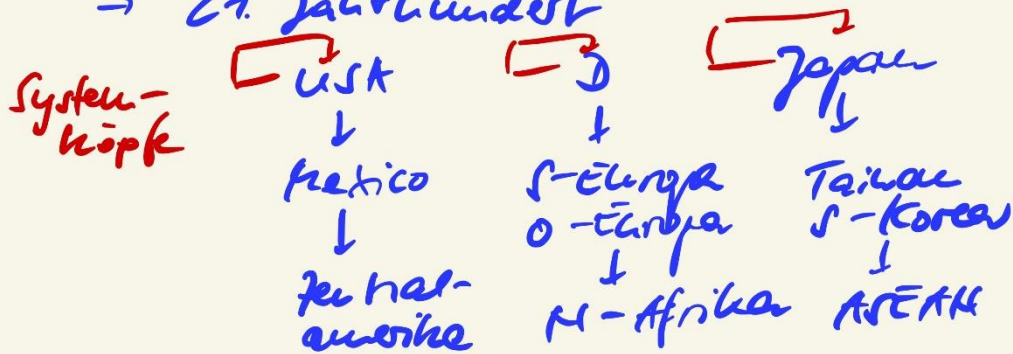 → 21. Jahrhundert
System-
köpfe
USA
D
Japan
Mexico
S-Europa
Taiwan
O-Europa
S-Korea
Zentral-
amerika
N-Afrika
ASEAN